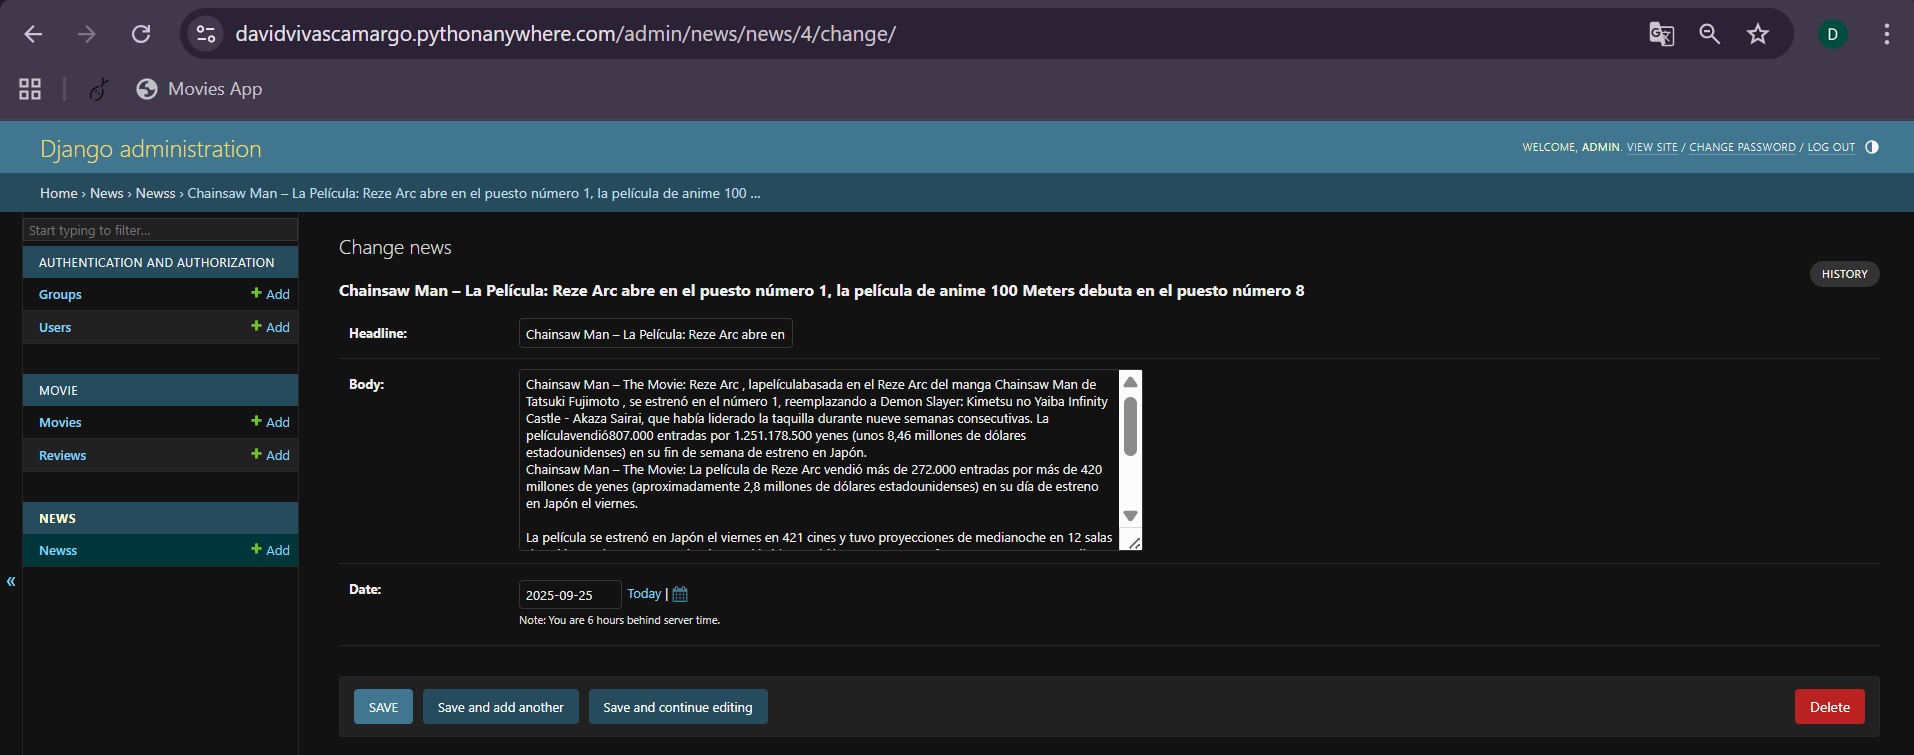 davidvivascamargo.pythonanywhere.com/admin/news/news/4/change/
D
Movies App
Django administration
WELCOME, ADMIN. VIEW SITE / CHANGE PASSWORD / LOG OUT
Home › News › Newss › Chainsaw Man – La Película: Reze Arc abre en el puesto número 1, la película de anime 100 ...
Start typing to filter...
AUTHENTICATION AND AUTHORIZATION
Groups + Add
Users + Add
MOVIE
Movies + Add
Reviews + Add
NEWS
Newss + Add
«
Change news
HISTORY
Chainsaw Man – La Película: Reze Arc abre en el puesto número 1, la película de anime 100 Meters debuta en el puesto número 8
Headline:
Chainsaw Man – La Película: Reze Arc abre en
Body:
Chainsaw Man – The Movie: Reze Arc , lapelículabasada en el Reze Arc del manga Chainsaw Man de
Tatsuki Fujimoto , se estrenó en el número 1, reemplazando a Demon Slayer: Kimetsu no Yaiba Infinity
Castle - Akaza Sairai, que había liderado la taquilla durante nueve semanas consecutivas. La
películavendió807.000 entradas por 1.251.178.500 yenes (unos 8,46 millones de dólares
estadounidenses) en su fin de semana de estreno en Japón.
Chainsaw Man – The Movie: La película de Reze Arc vendió más de 272.000 entradas por más de 420
millones de yenes (aproximadamente 2,8 millones de dólares estadounidenses) en su día de estreno
en Japón el viernes.
La película se estrenó en Japón el viernes en 421 cines y tuvo proyecciones de medianoche en 12 salas
Date:
2025-09-25 Today |
Note: You are 6 hours behind server time.
SAVE
Save and add another
Save and continue editing
Delete